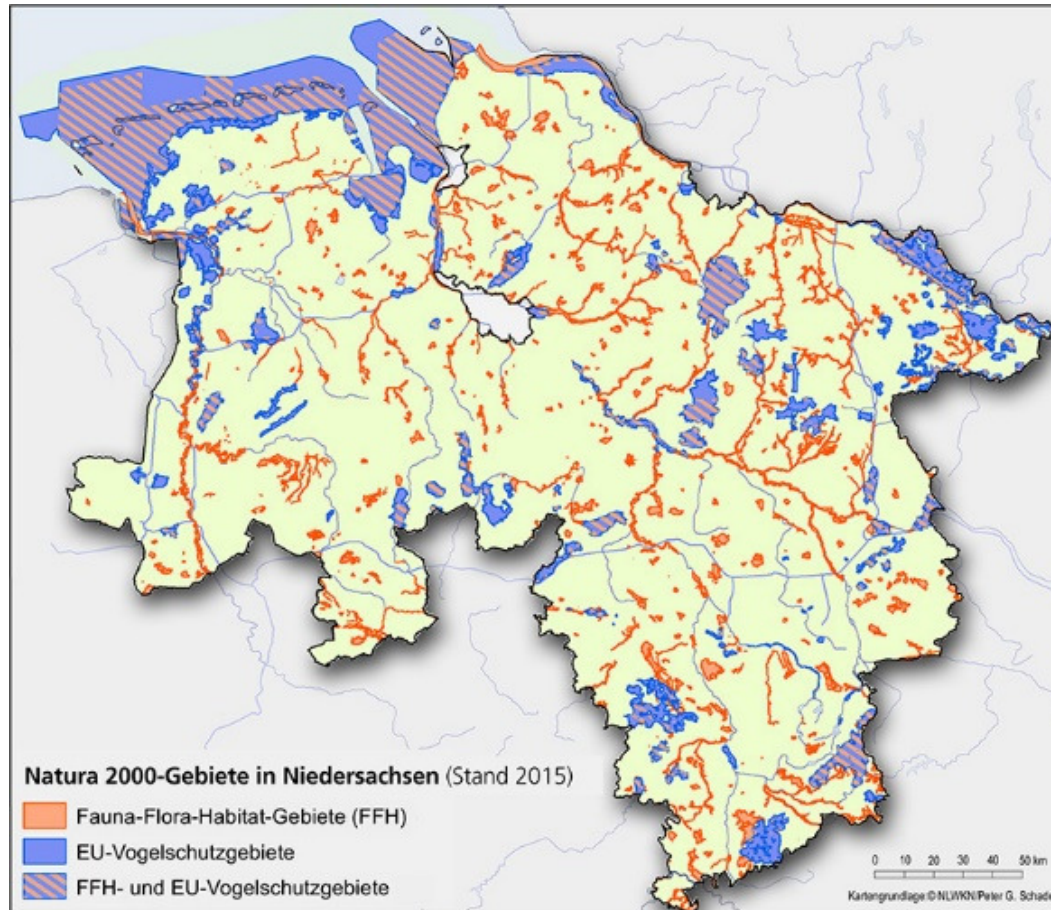 Natura 2000-Gebiete in Niedersachsen (Stand 2015)
Fauna-Flora-Habitat-Gebiete (FFH)
EU-Vogelschutzgebiete
FFH- und EU-Vogelschutzgebiete
0 10 20 30 40 50 km
Kartengrundlage:© NLWKN/Peter G. Schade